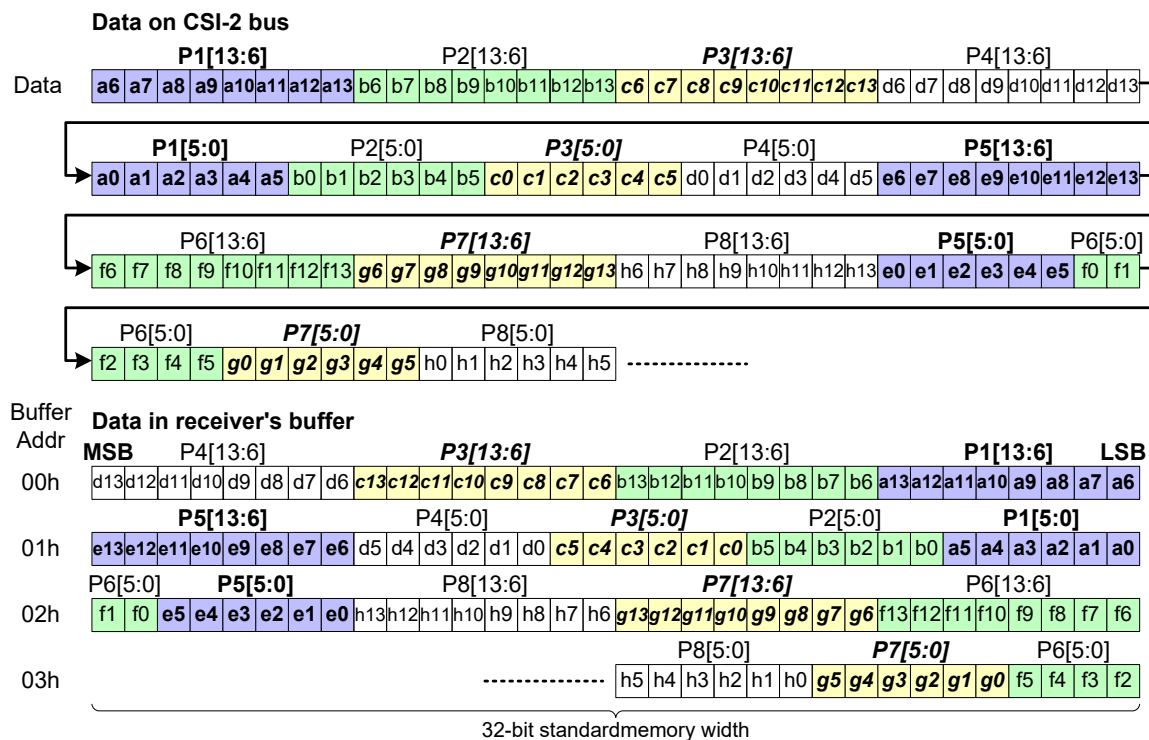 Data on CSI-2 bus
P1[13:6] P2[13:6] P3[13:6] P4[13:6]
Data a6 a7 a8 a9 a10 a11 a12 a13 b6 b7 b8 b9 b10 b11 b12 b13 c6 c7 c8 c9 c10 c11 c12 c13 d6 d7 d8 d9 d10 d11 d12 d13
P1[5:0] P2[5:0] P3[5:0] P4[5:0] P5[13:6]
a0 a1 a2 a3 a4 a5 b0 b1 b2 b3 b4 b5 c0 c1 c2 c3 c4 c5 d0 d1 d2 d3 d4 d5 e6 e7 e8 e9 e10 e11 e12 e13
P6[13:6] P7[13:6] P8[13:6] P5[5:0] P6[5:0]
f6 f7 f8 f9 f10 f11 f12 f13 g6 g7 g8 g9 g10 g11 g12 g13 h6 h7 h8 h9 h10 h11 h12 h13 e0 e1 e2 e3 e4 e5 f0 f1
P6[5:0] P7[5:0] P8[5:0]
f2 f3 f4 f5 g0 g1 g2 g3 g4 g5 h0 h1 h2 h3 h4 h5
Buffer
Addr
Data in receiver's buffer
MSB P4[13:6] P3[13:6] P2[13:6] P1[13:6] LSB
00h d13 d12 d11 d10 d9 d8 d7 d6 c13 c12 c11 c10 c9 c8 c7 c6 b13 b12 b11 b10 b9 b8 b7 b6 a13 a12 a11 a10 a9 a8 a7 a6
P5[13:6] P4[5:0] P3[5:0] P2[5:0] P1[5:0]
01h e13 e12 e11 e10 e9 e8 e7 e6 d5 d4 d3 d2 d1 d0 c5 c4 c3 c2 c1 c0 b5 b4 b3 b2 b1 b0 a5 a4 a3 a2 a1 a0
P6[5:0] P5[5:0] P8[13:6] P7[13:6] P6[13:6]
02h f1 f0 e5 e4 e3 e2 e1 e0 h13 h12 h11 h10 h9 h8 h7 h6 g13 g12 g11 g10 g9 g8 g7 g6 f13 f12 f11 f10 f9 f8 f7 f6
P8[5:0] P7[5:0] P6[5:0]
03h h5 h4 h3 h2 h1 h0 g5 g4 g3 g2 g1 g0 f5 f4 f3 f2
32-bit standardmemory width